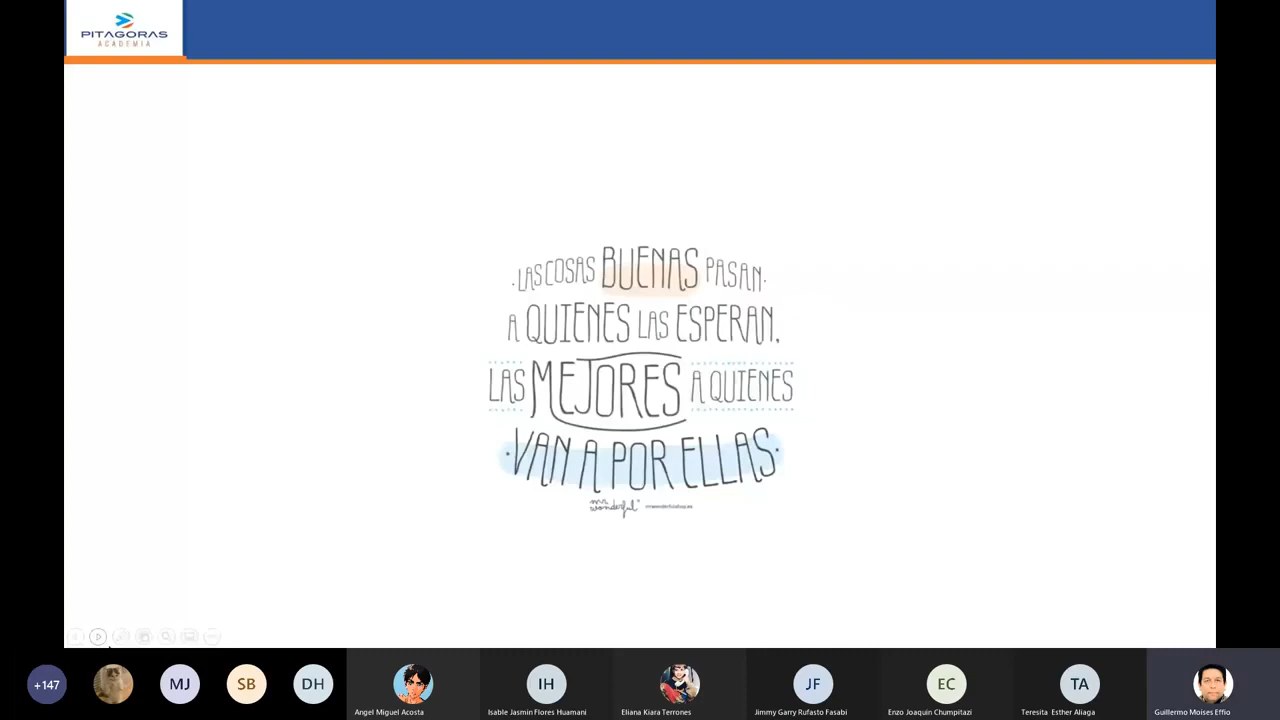 PITAGORAS
ACADEMIA
·LAS COSAS BUENAS PASAN·
A QUIENES LAS ESPERAN,
LAS MEJORES A QUIENES
·VAN A POR ELLAS·
mr.
wonderful*
+147
MJ
SB
DH
Angel Miguel Acosta
IH
Isable Jasmin Flores Huamani
Eliana Kiara Terrones
JF
Jimmy Garry Rufasto Fasabi
EC
Enzo Joaquin Chumpitazi
TA
Teresita Esther Aliaga
Guillermo Moises Effio